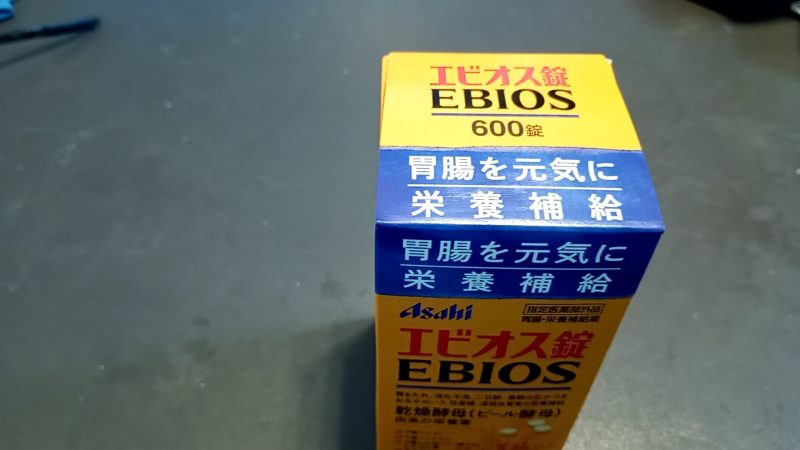 エビオス錠
EBIOS
600錠
胃腸を元気に
栄養補給
胃腸を元気に
栄養補給
Asahi
指定医薬部外品
胃腸・栄養補給薬
エビオス錠
EBIOS
乾燥酵母(ビール酵母)
由来の栄養薬